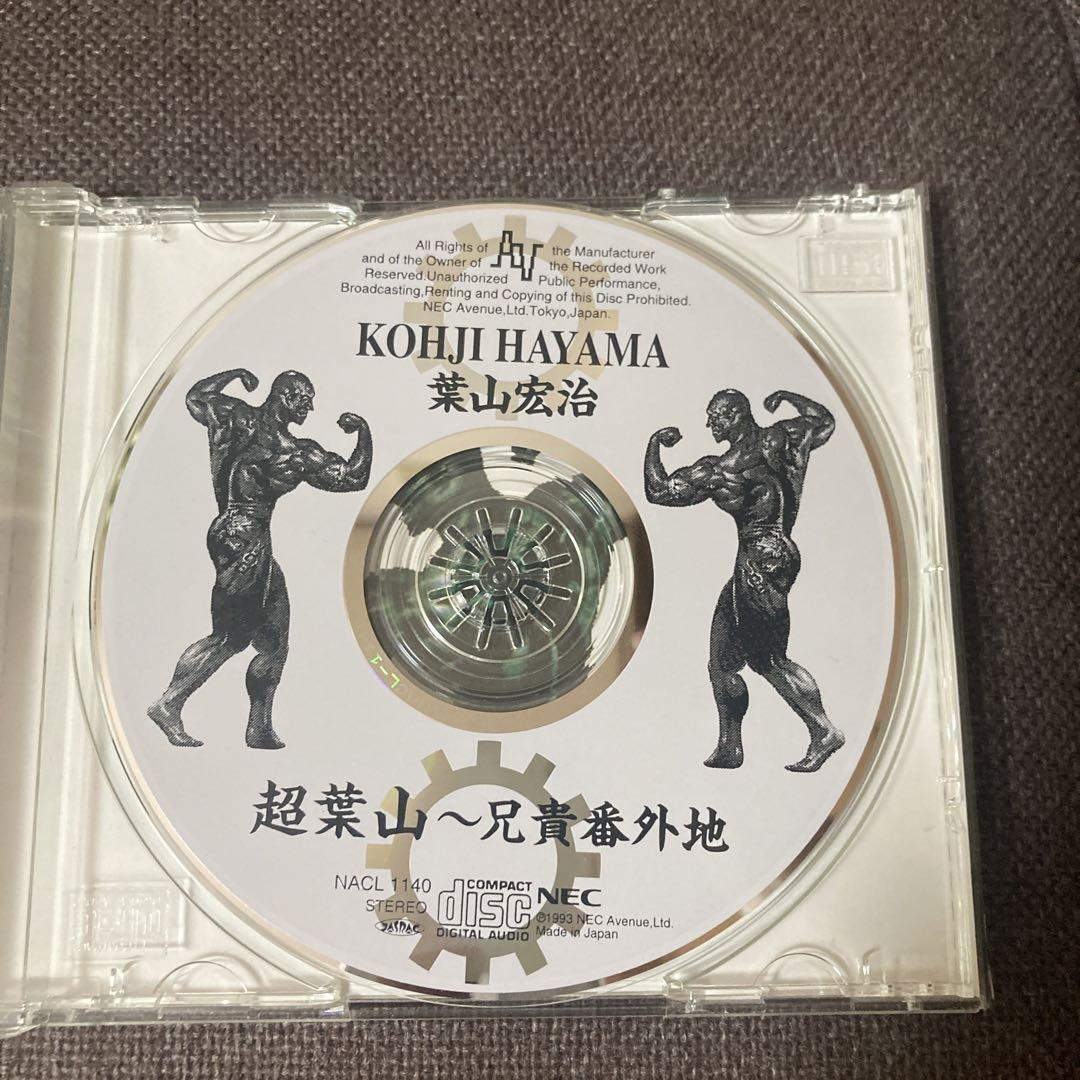 All Rights of the Manufacturer
and of the Owner of the Recorded Work
Reserved.Unauthorized Public Performance,
Broadcasting,Renting and Copying of this Disc Prohibited.
NEC Avenue,Ltd.Tokyo,Japan.
KOHJI HAYAMA
葉山宏治
超葉山〜兄貴番外地
NACL 1140
STEREO
JASRAC
COMPACT
disc
DIGITAL AUDIO
NEC
℗1993 NEC Avenue,Ltd.
Made in Japan